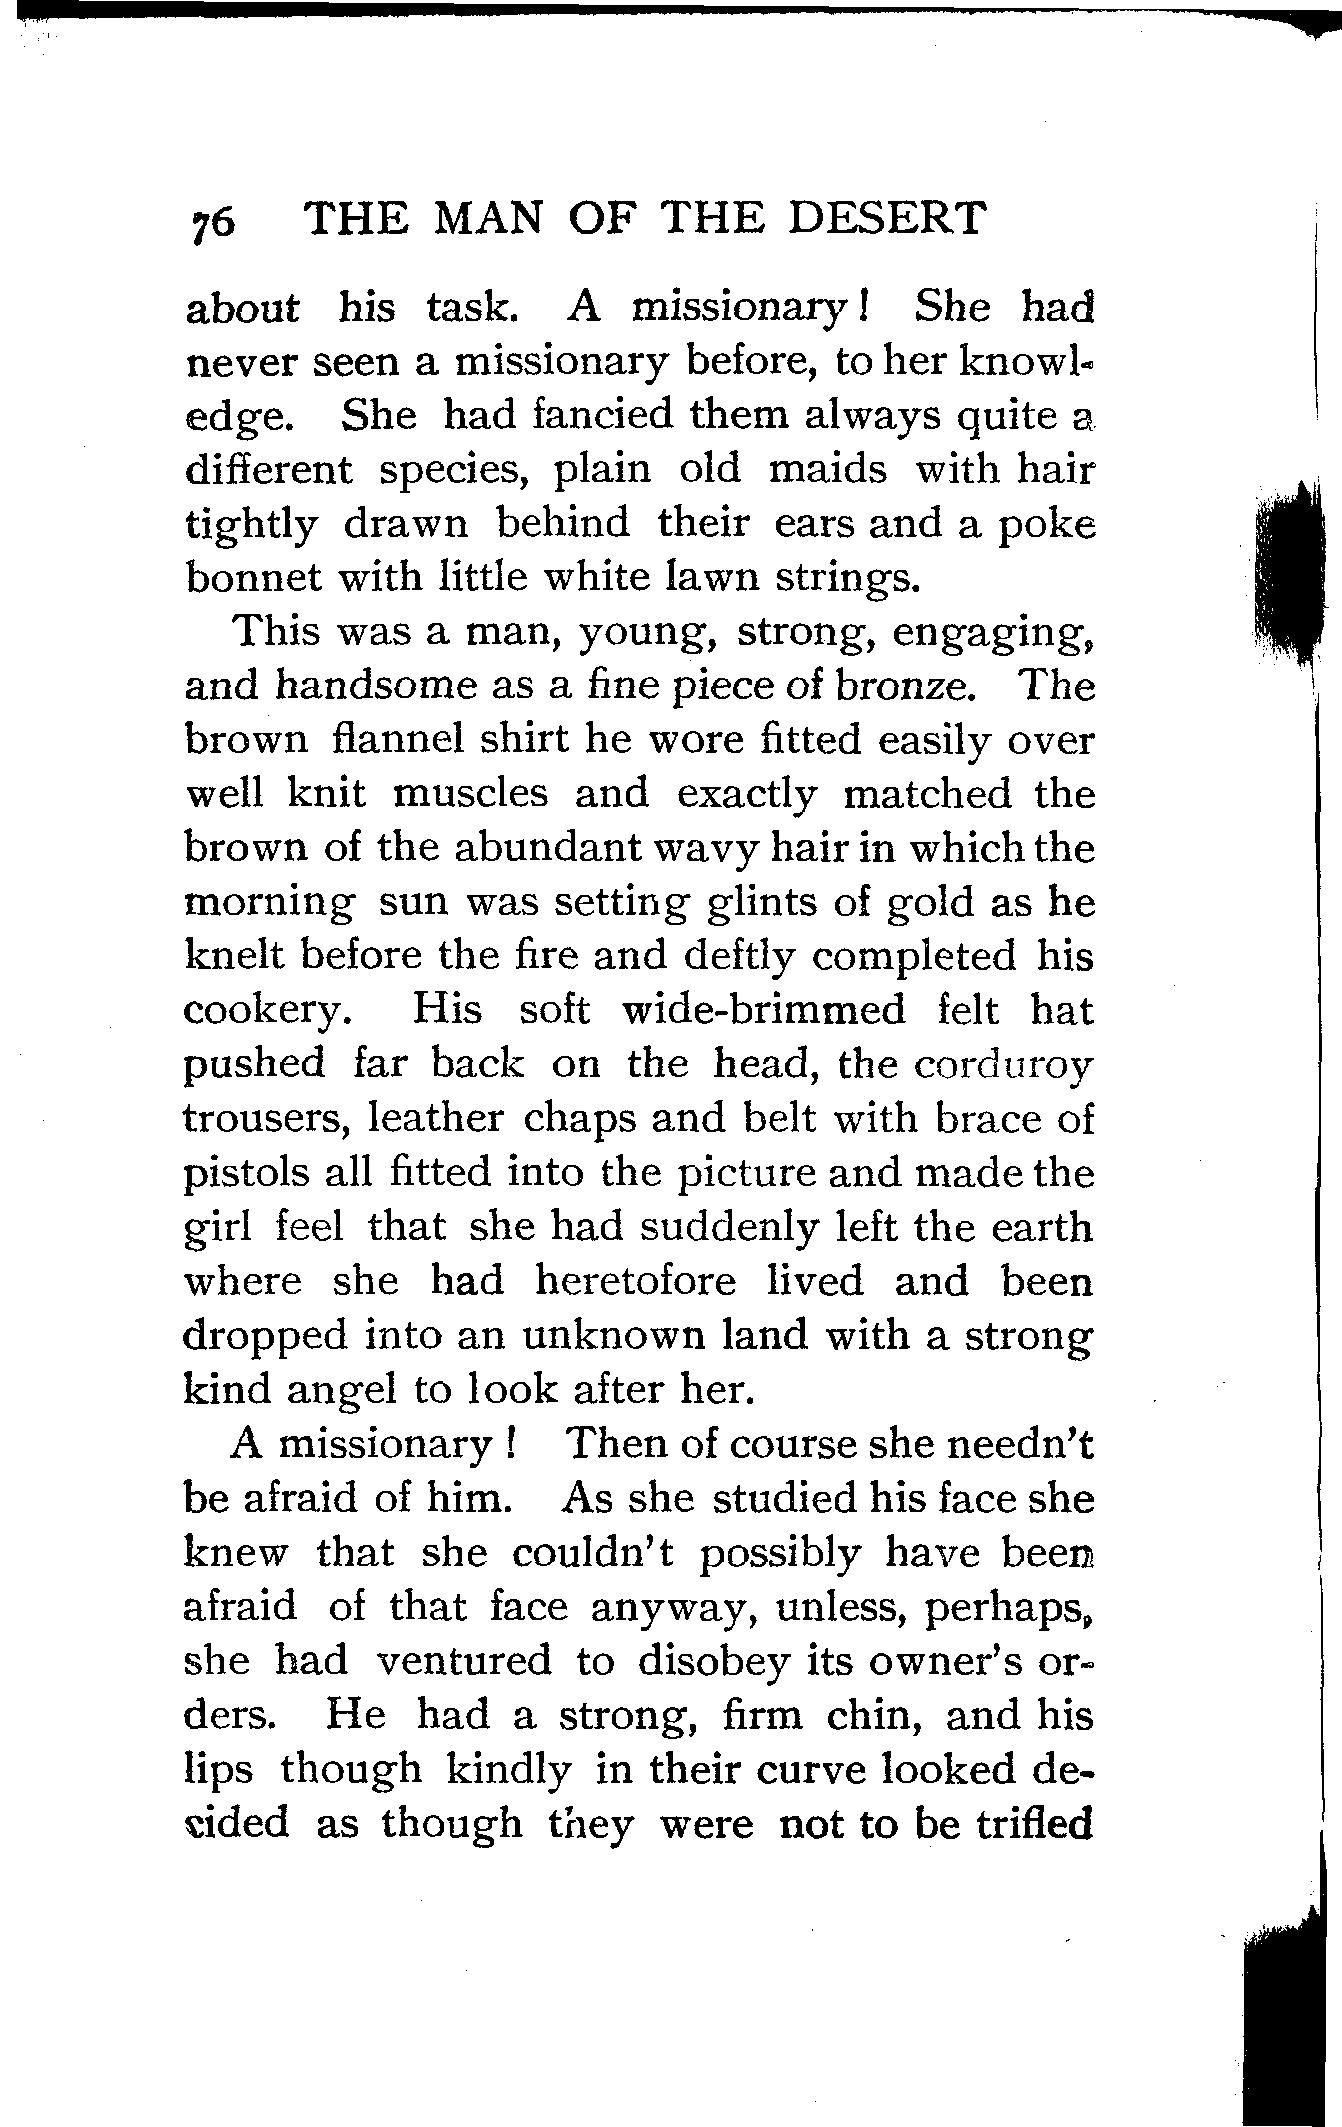 76 THE MAN OF THE DESERT
about his task. A missionary! She had
never seen a missionary before, to her knowl-
edge. She had fancied them always quite a
different species, plain old maids with hair
tightly drawn behind their ears and a poke
bonnet with little white lawn strings.
This was a man, young, strong, engaging,
and handsome as a fine piece of bronze. The
brown flannel shirt he wore fitted easily over
well knit muscles and exactly matched the
brown of the abundant wavy hair in which the
morning sun was setting glints of gold as he
knelt before the fire and deftly completed his
cookery. His soft wide-brimmed felt hat
pushed far back on the head, the corduroy
trousers, leather chaps and belt with brace of
pistols all fitted into the picture and made the
girl feel that she had suddenly left the earth
where she had heretofore lived and been
dropped into an unknown land with a strong
kind angel to look after her.
A missionary! Then of course she needn't
be afraid of him. As she studied his face she
knew that she couldn't possibly have been
afraid of that face anyway, unless, perhaps,
she had ventured to disobey its owner's or-
ders. He had a strong, firm chin, and his
lips though kindly in their curve looked de-
cided as though they were not to be trifled